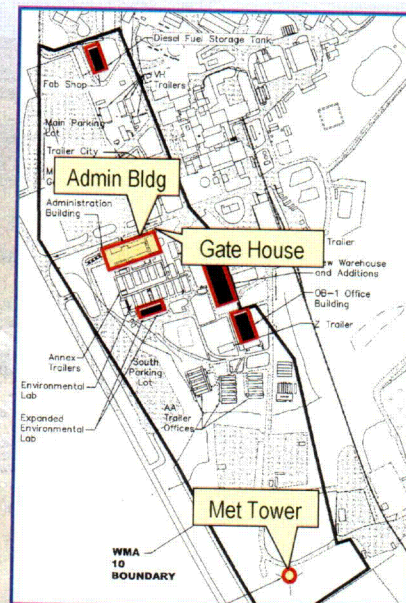 Diesel Fuel Storage Tank
Fab Shop
VH
Trailers
Main Parking
Lot
Trailer City
Admin Bldg
Administration
Building
Gate House
Trailer
New Warehouse
and Additions
OB-1 Office
Building
Z Trailer
Annex
Trailers
South
Parking
Lot
Environmental
Lab
Expanded
Environmental
Lab
AA
Trailer
Offices
Met Tower
WMA
10
BOUNDARY